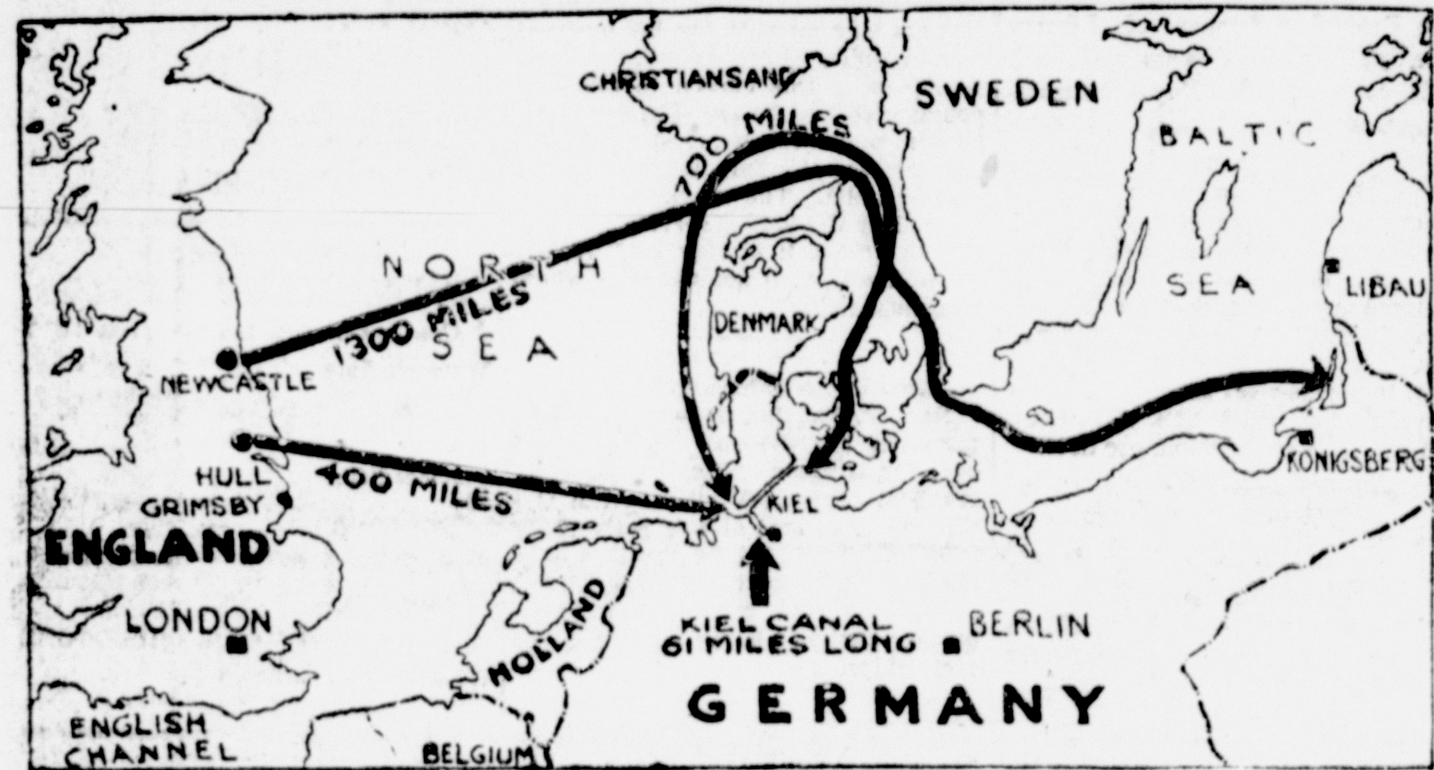 CHRISTIANSAND
SWEDEN
MILES
700
BALTIC
SEA
LIBAU
NORTH
SEA
1300 MILES
DENMARK
NEWCASTLE
HULL
GRIMSBY
400 MILES
KONIGSBERG
KIEL
ENGLAND
LONDON
HOLLAND
KIEL CANAL
61 MILES LONG
BERLIN
GERMANY
ENGLISH
CHANNEL
BELGIUM